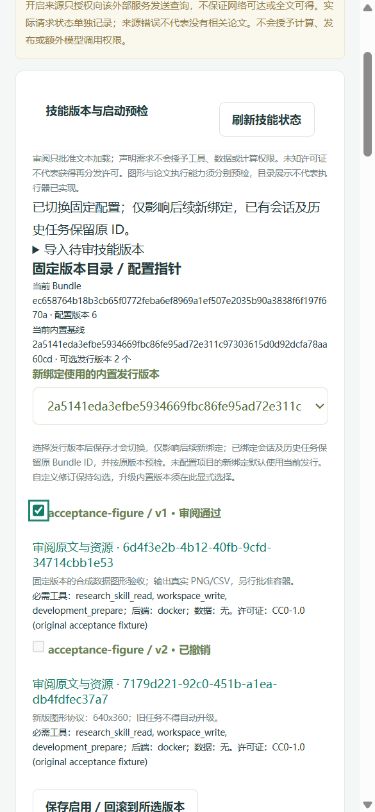 开启来源只授权向该外部服务发送查询，不保证网络可达或全文可得。
实际请求状态单独记录；来源错误不代表没有相关论文。不会授予计算、发
布或额外模型调用权限。
技能版本与启动预检
刷新技能状态
审阅只批准文本加载；声明需求不会授予工具、数据或计算权限。未知许可证
不代表获得再分发许可。图形与论文执行能力须分别预检，目录展示不代表执
行器已实现。
已切换固定配置；仅影响后续新绑定，已有会话及历
史任务保留原 ID。
▶ 导入待审技能版本
固定版本目录 / 配置指针
当前 Bundle
ec658764b18b3cb65f0772feba6ef8969a1ef507e2035b90a3838f6f197f6
70a · 配置版本 6
当前内置基线
2a5141eda3efbe5934669fbc86fe95ad72e311c97303615d0d92dcfa78aa
60cd · 可选发行版本 2 个
新绑定使用的内置发行版本
2a5141eda3efbe5934669fbc86fe95ad72e311c
选择发行版本后保存才会切换，仅影响后续新绑定；已绑定会话及历史任务保
留原 Bundle ID，并按原版本预检。未配置项目的新绑定默认使用当前发行。
自定义修订保持勾选，升级内置版本须在此显式选择。
acceptance-figure / v1 · 审阅通过
审阅原文与资源 · 6d4f3e2b-4b12-40fb-9cfd-
34714cbb1e53
固定版本的合成数据图形验收；输出真实 PNG/CSV，另行批准容器。
必需工具：research_skill_read, workspace_write,
development_prepare；后端：docker；数据：无。许可证：CC0-1.0
(original acceptance fixture)
acceptance-figure / v2 · 已撤销
审阅原文与资源 · 7179d221-92c0-451b-a1ea-
db4fdfec37a7
新版图形协议：640x360；旧任务不得自动升级。
必需工具：research_skill_read, workspace_write,
development_prepare；后端：docker；数据：无。许可证：CC0-1.0
(original acceptance fixture)
保存启用 / 回滚到所选版本